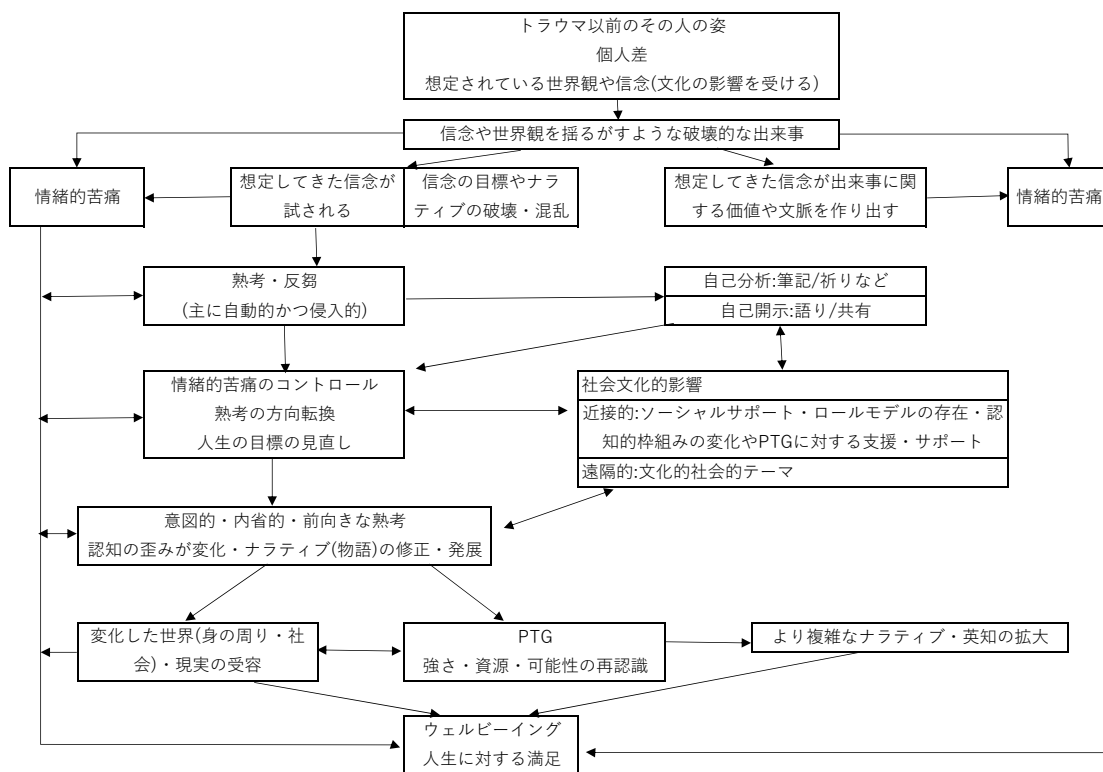 トラウマ以前のその人の姿
個人差
想定されている世界観や信念(文化の影響を受ける)
信念や世界観を揺るがすような破壊的な出来事
情緒的苦痛
想定してきた信念が
試される
信念の目標やナラ
ティブの破壊・混乱
想定してきた信念が出来事に関
する価値や文脈を作り出す
情緒的苦痛
熟考・反芻
(主に自動的かつ侵入的)
自己分析:筆記/祈りなど
自己開示:語り/共有
情緒的苦痛のコントロール
熟考の方向転換
人生の目標の見直し
社会文化的影響
近接的:ソーシャルサポート・ロールモデルの存在・認
知的枠組みの変化やPTGに対する支援・サポート
遠隔的:文化的社会的テーマ
意図的・内省的・前向きな熟考
認知の歪みが変化・ナラティブ(物語)の修正・発展
変化した世界(身の周り・社
会)・現実の受容
PTG
強さ・資源・可能性の再認識
より複雑なナラティブ・英知の拡大
ウェルビーイング
人生に対する満足